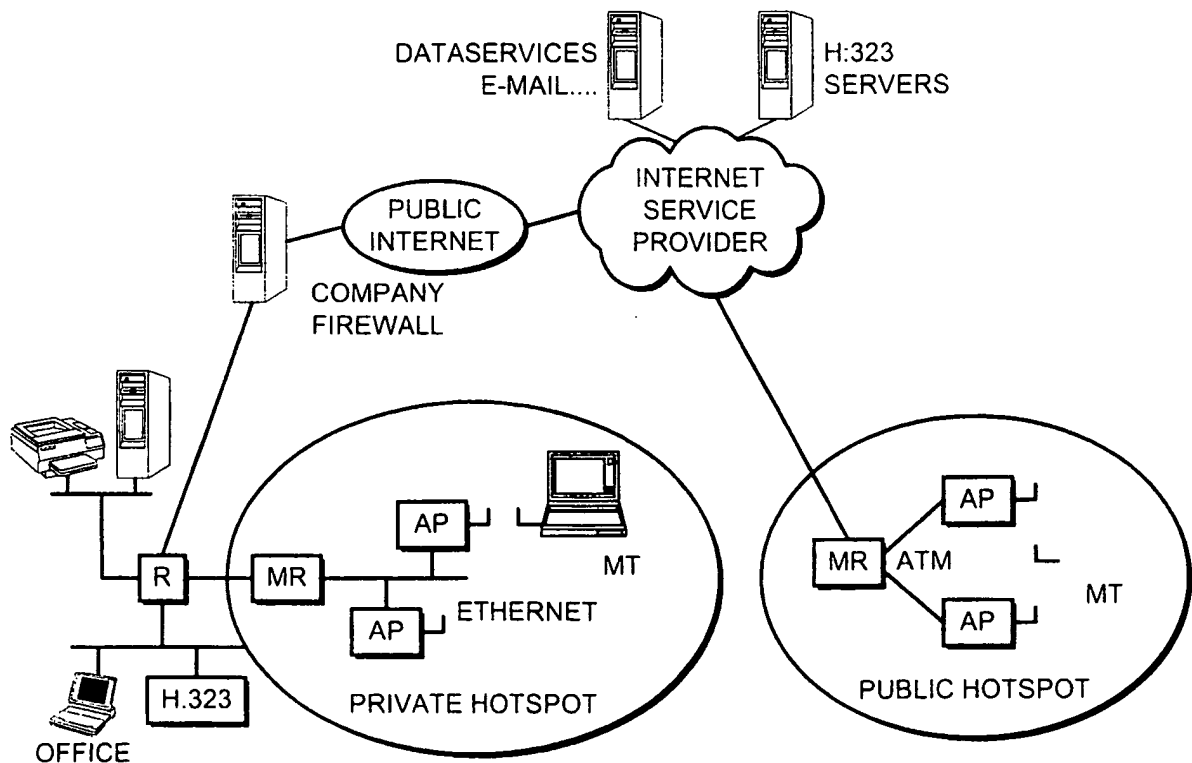 DATASERVICES
E-MAIL....
H:323
SERVERS
INTERNET
SERVICE
PROVIDER
PUBLIC
INTERNET
COMPANY
FIREWALL
AP
MT
R
MR
ETHERNET
AP
PRIVATE HOTSPOT
H.323
OFFICE
AP
MR
ATM
MT
AP
PUBLIC HOTSPOT